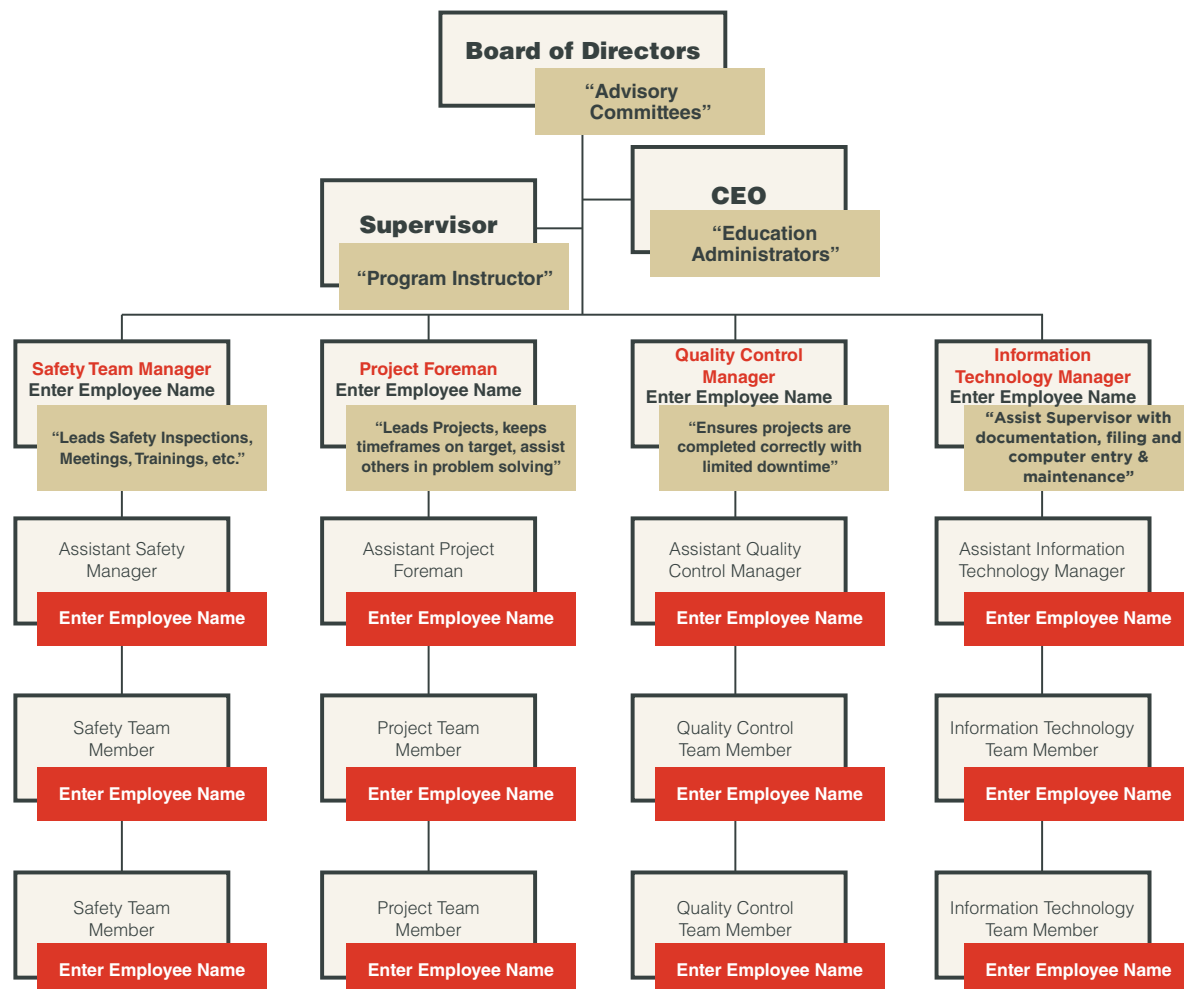 Board of Directors
“Advisory
Committees”
CEO
“Education
Administrators”
Supervisor
“Program Instructor”
Safety Team Manager
Enter Employee Name
“Leads Safety Inspections,
Meetings, Trainings, etc.”
Project Foreman
Enter Employee Name
“Leads Projects, keeps
timeframes on target, assist
others in problem solving”
Quality Control
Manager
Enter Employee Name
“Ensures projects are
completed correctly with
limited downtime”
Information
Technology Manager
Enter Employee Name
“Assist Supervisor with
documentation, filing and
computer entry &
maintenance”
Assistant Safety
Manager
Enter Employee Name
Assistant Project
Foreman
Enter Employee Name
Assistant Quality
Control Manager
Enter Employee Name
Assistant Information
Technology Manager
Enter Employee Name
Safety Team
Member
Enter Employee Name
Project Team
Member
Enter Employee Name
Quality Control
Team Member
Enter Employee Name
Information Technology
Team Member
Enter Employee Name
Safety Team
Member
Enter Employee Name
Project Team
Member
Enter Employee Name
Quality Control
Team Member
Enter Employee Name
Information Technology
Team Member
Enter Employee Name